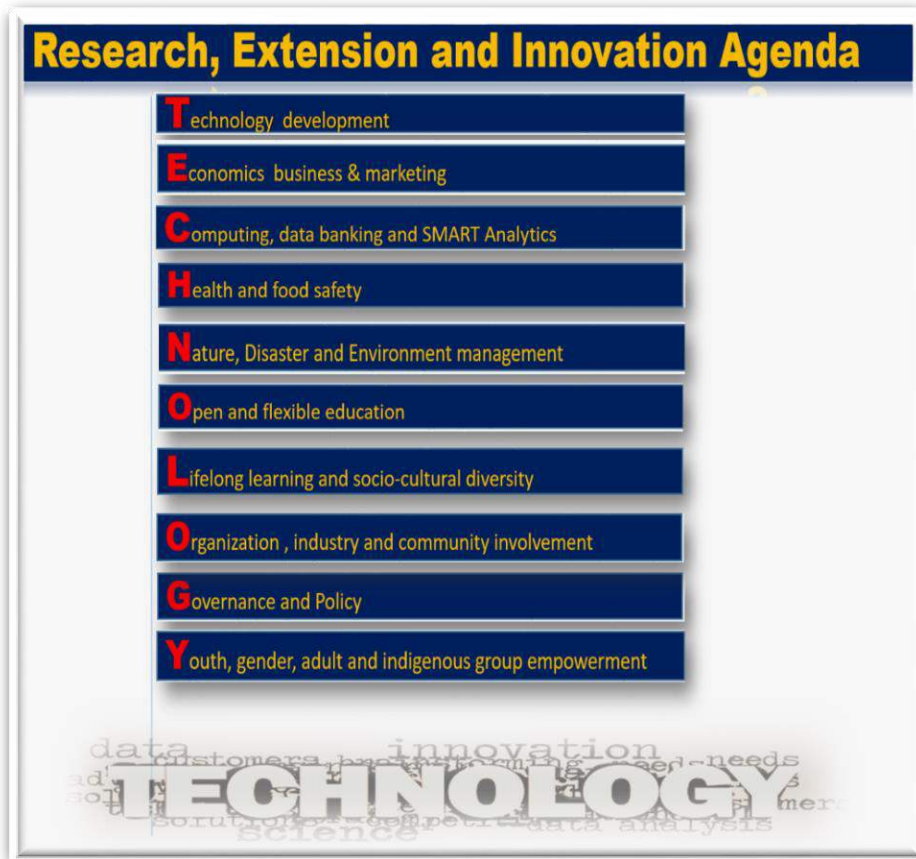 Research, Extension and Innovation Agenda
Technology development
Economics business & marketing
Computing, data banking and SMART Analytics
Health and food safety
Nature, Disaster and Environment management
Open and flexible education
Lifelong learning and socio-cultural diversity
Organization , industry and community involvement
Governance and Policy
Youth, gender, adult and indigenous group empowerment
data innovation
customers brainstorming needs
TECHNOLOGY
data analysis
science